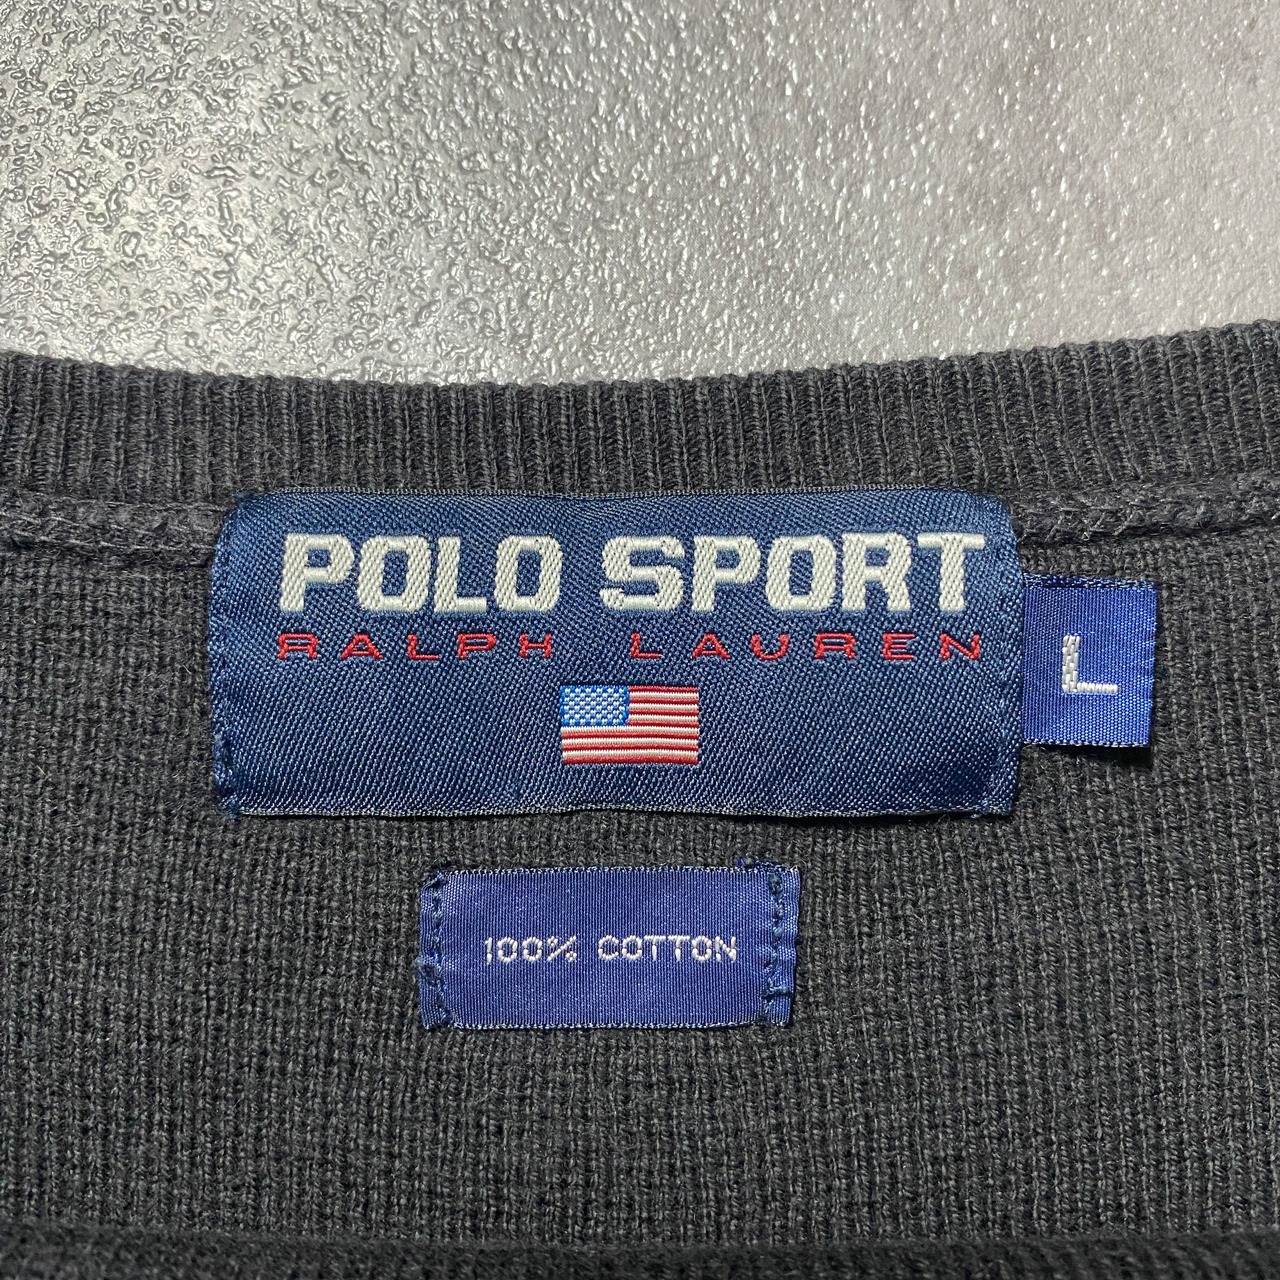 POLO SPORT
RALPH LAUREN
L
100% COTTON